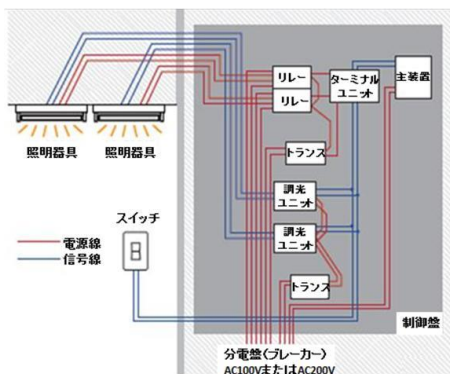 リレー
リレー
ターミナル
ユニット
主装置
照明器具
照明器具
トランス
調光
ユニット
調光
ユニット
スイッチ
電源線
信号線
トランス
制御盤
分電盤(ブレーカー)
AC100VまたはAC200V